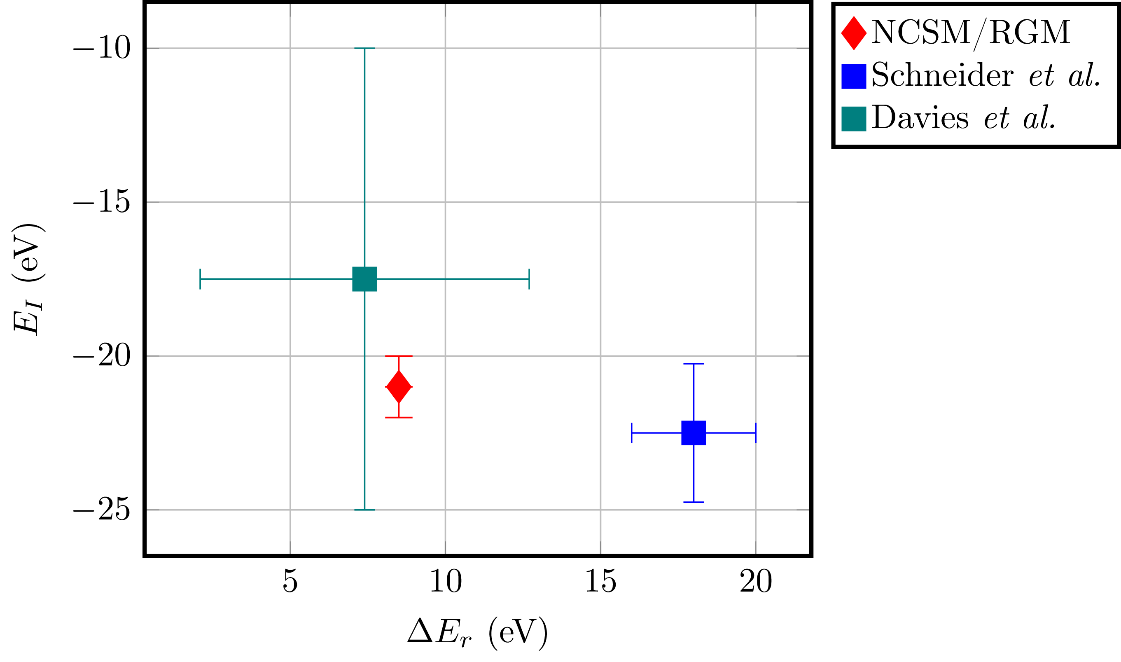 NCSM/RGM
Schneider et al.
Davies et al.
−10
−15
−20
−25
E_I (eV)
5 10 15 20
ΔE_r (eV)